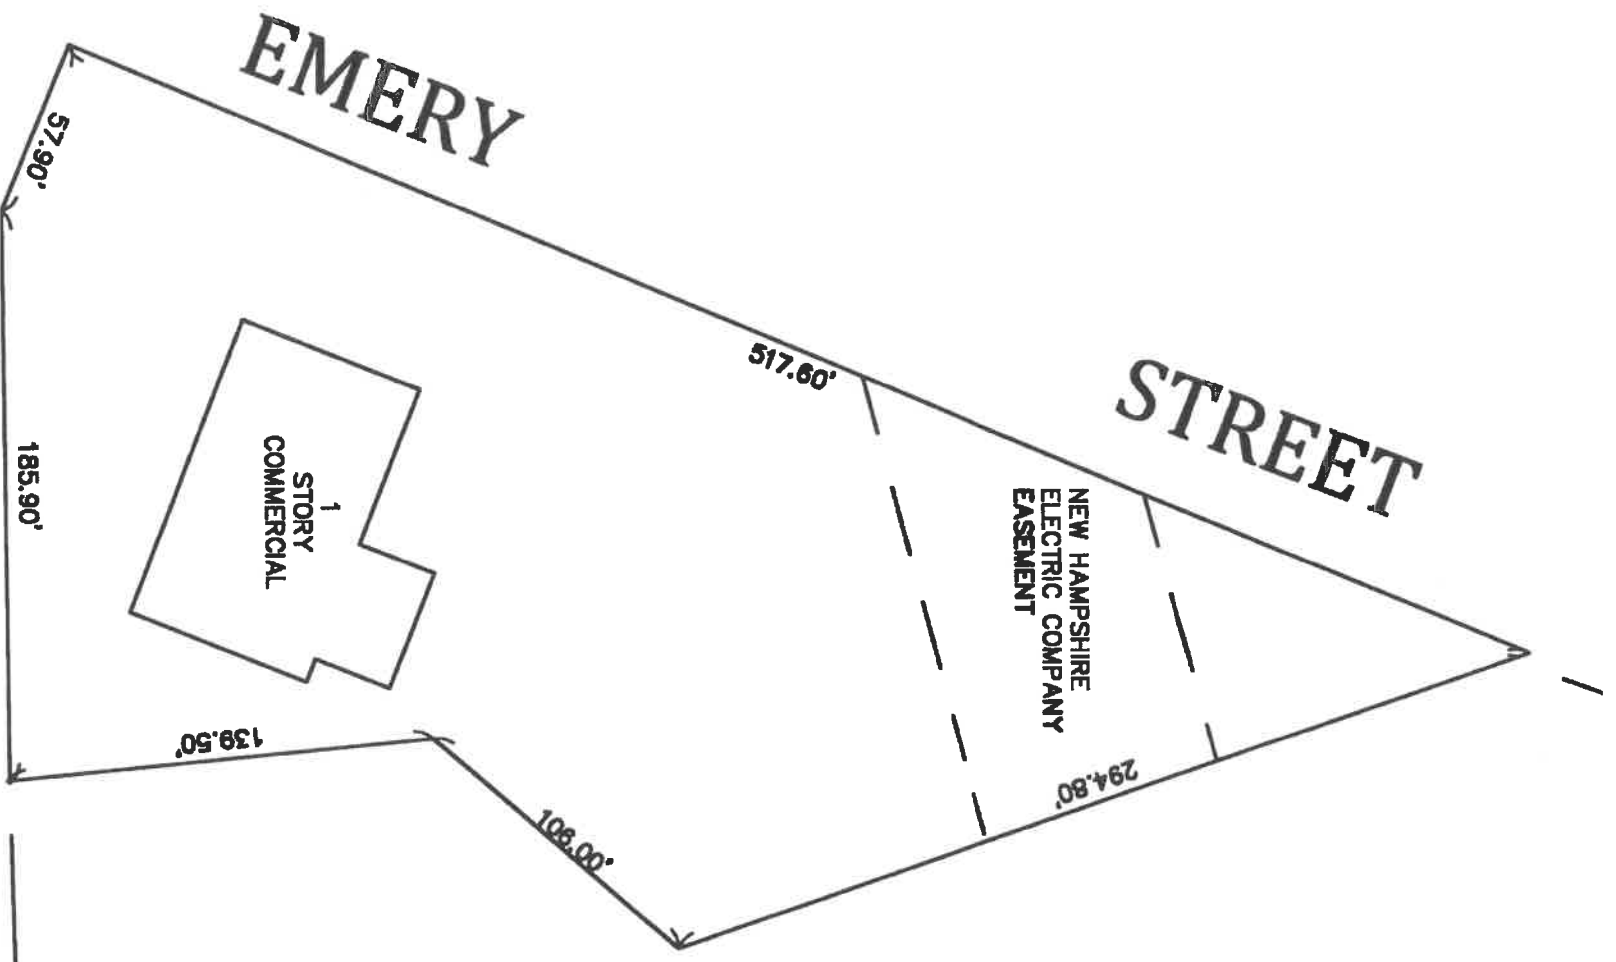 EMERY
STREET
57.90'
517.60'
185.90'
1
STORY
COMMERCIAL
NEW HAMPSHIRE
ELECTRIC COMPANY
EASEMENT
139.50'
106.00'
294.80'